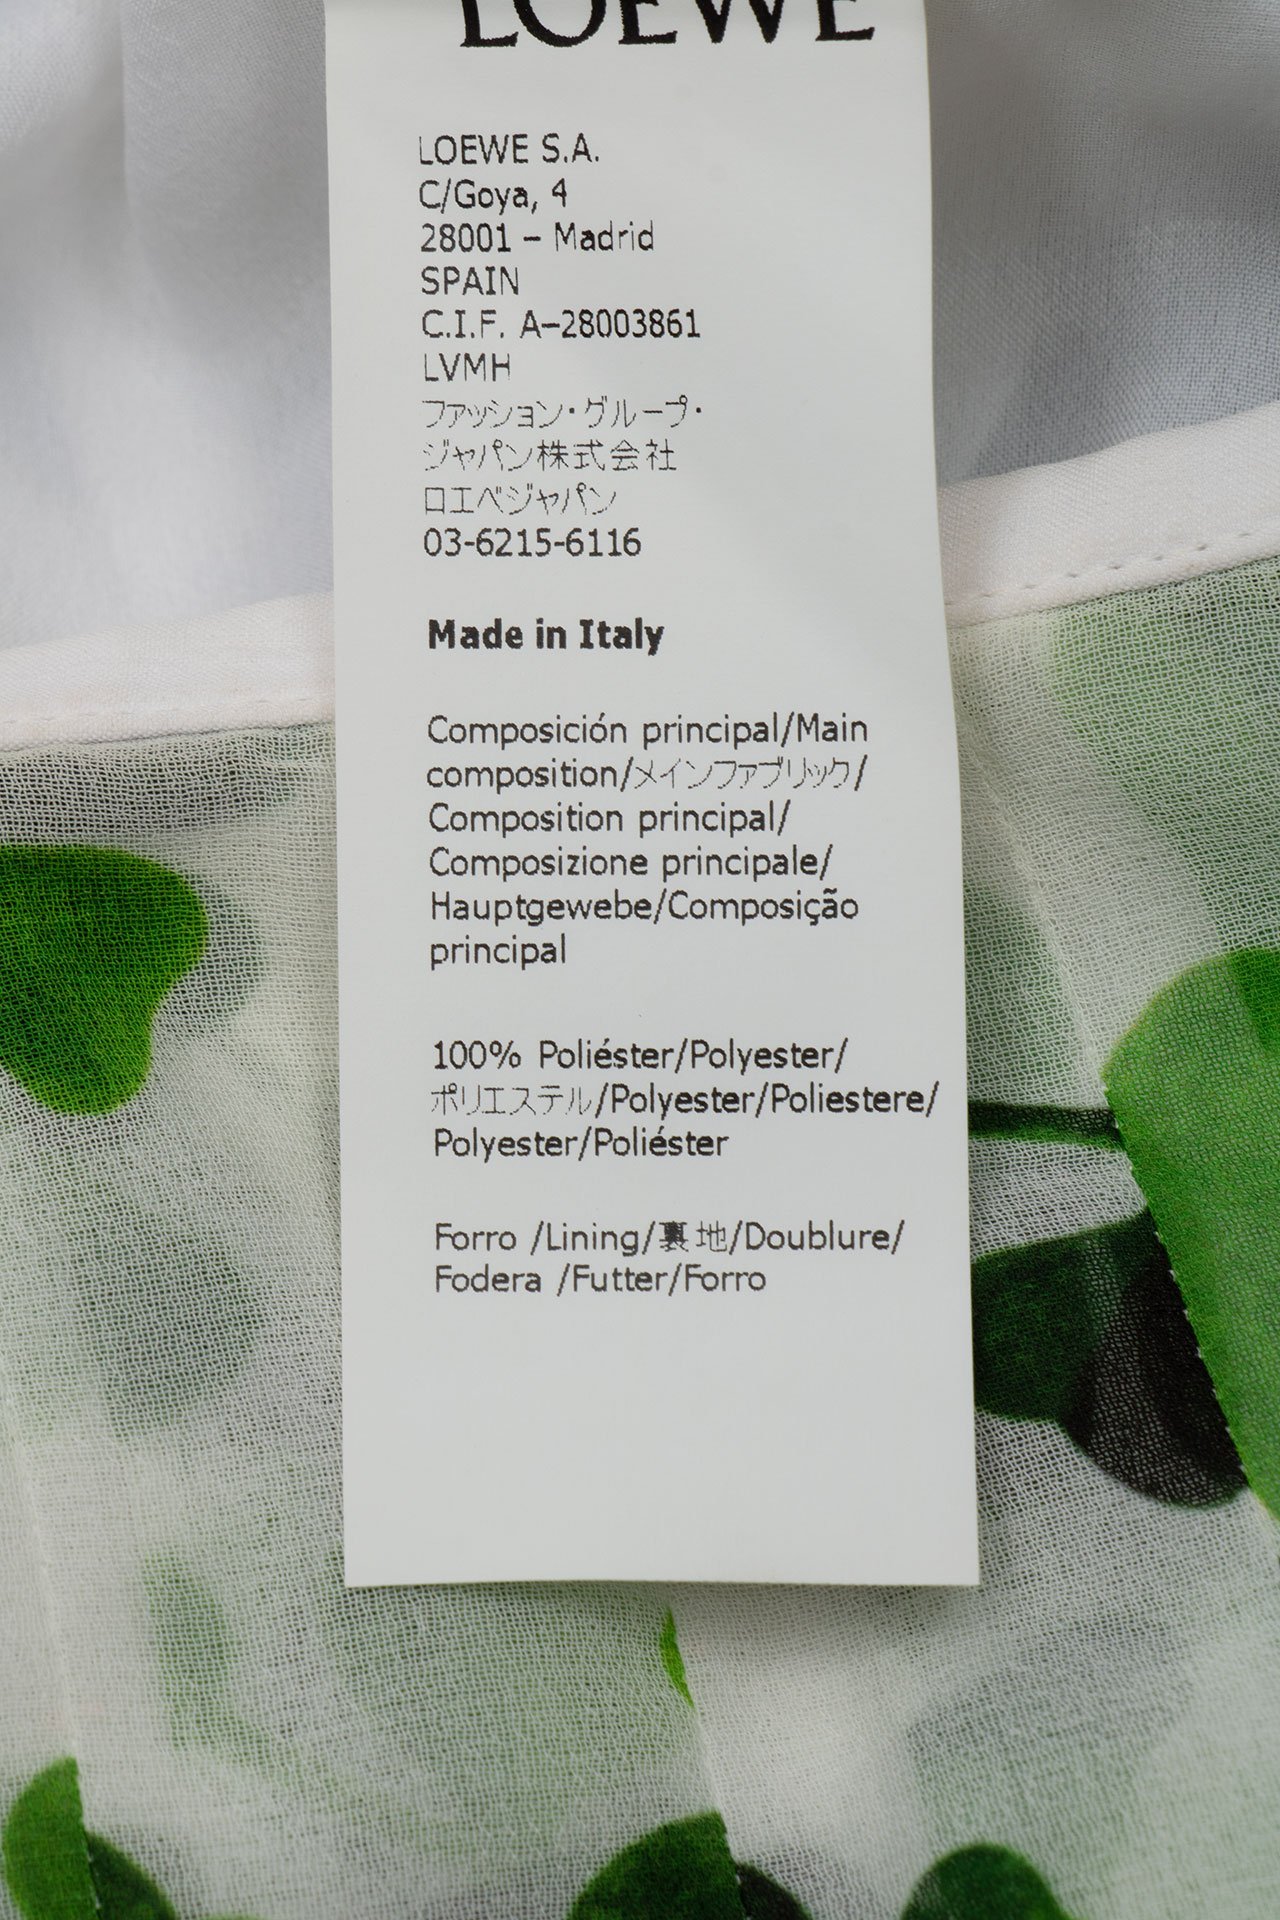 LOEWE
LOEWE S.A.
C/Goya, 4
28001 – Madrid
SPAIN
C.I.F. A–28003861
LVMH
ファッション・グループ・
ジャパン株式会社
ロエベジャパン
03-6215-6116
Made in Italy
Composición principal/Main
composition/メインファブリック/
Composition principal/
Composizione principale/
Hauptgewebe/Composição
principal
100% Poliéster/Polyester/
ポリエステル/Polyester/Poliestere/
Polyester/Poliéster
Forro /Lining/裏地/Doublure/
Fodera /Futter/Forro